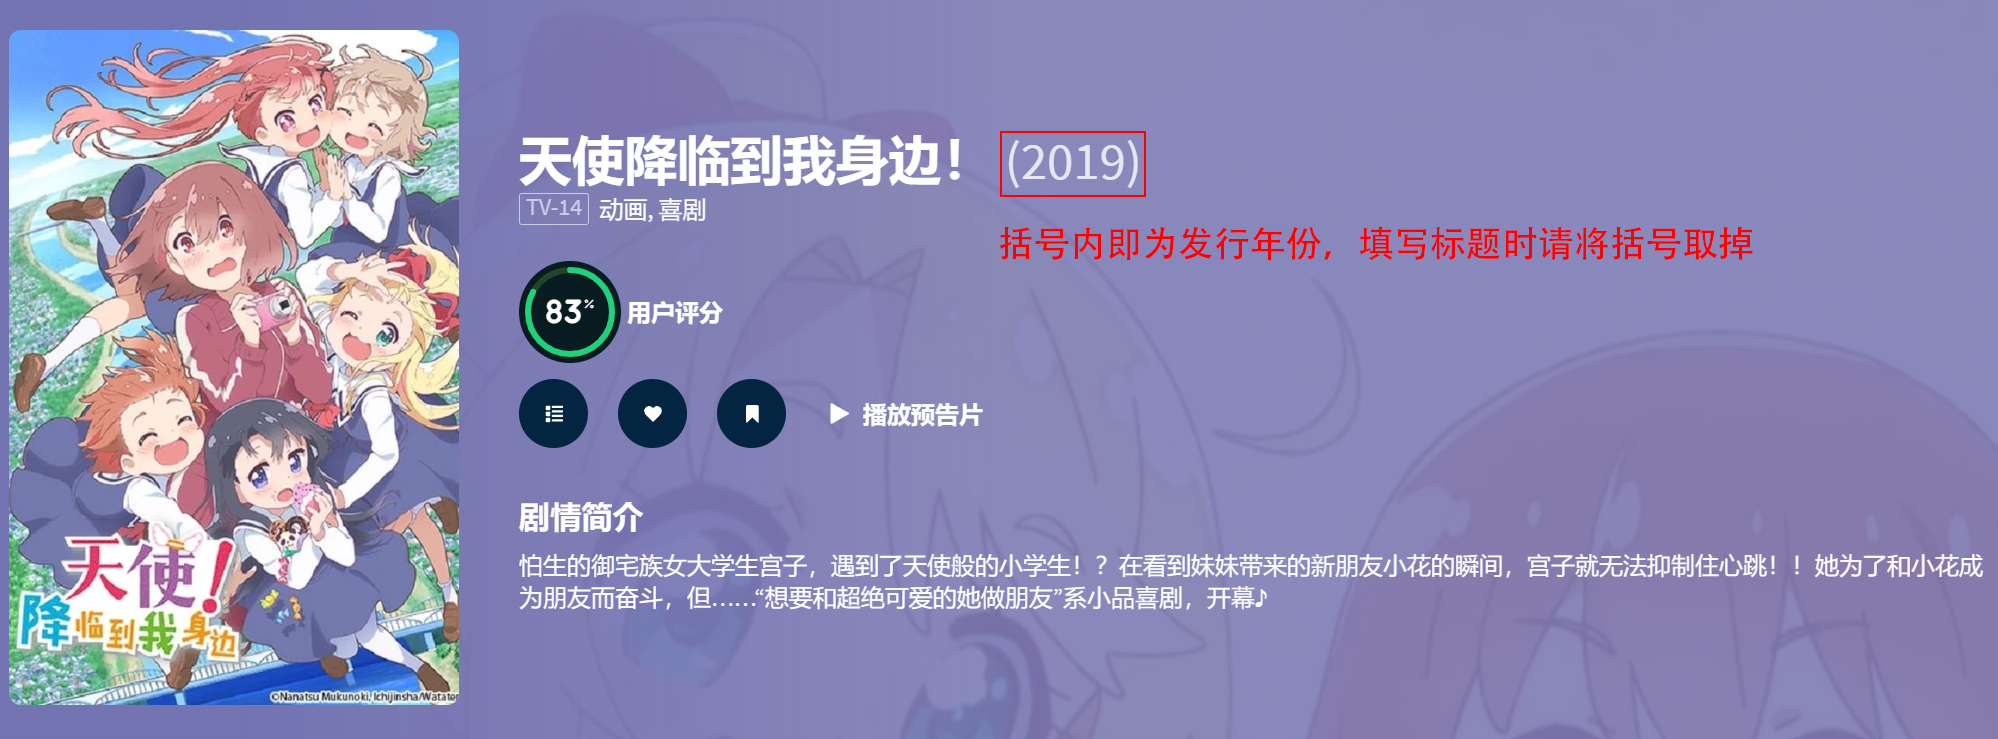 天使降临到我身边！ (2019)
TV-14 动画, 喜剧
括号内即为发行年份，填写标题时请将括号取掉
83% 用户评分
播放预告片
剧情简介
怕生的御宅族女大学生宫子，遇到了天使般的小学生！？在看到妹妹带来的新朋友小花的瞬间，宫子就无法抑制住心跳！！她为了和小花成
为朋友而奋斗，但……“想要和超绝可爱的她做朋友”系小品喜剧，开幕♪
天使！
降临到我身边
©Nanatsu Mukunoki, Ichijinsha/Watate